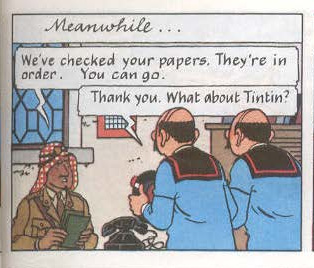 Meanwhile ...
We've checked your papers. They're in
order. You can go.
Thank you. What about Tintin?